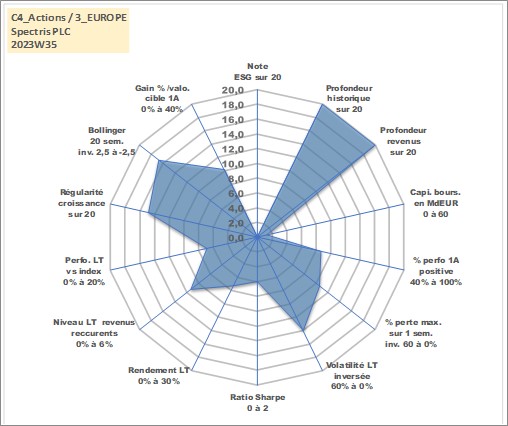 C4_Actions / 3_EUROPE
Spectris PLC
2023W35
Note
ESG sur 20
Profondeur
historique
sur 20
Profondeur
revenus
sur 20
Capi. bours.
en MdEUR
0 à 60
% perfo 1A
positive
40% à 100%
% perte max.
sur 1 sem.
inv. 60 à 0%
Volatilité LT
inversée
60% à 0%
Ratio Sharpe
0 à 2
Rendement LT
0% à 30%
Niveau LT revenus
reccurents
0% à 6%
Perfo. LT
vs index
0% à 20%
Régularité
croissance
sur 20
Bollinger
20 sem.
inv. 2,5 à -2,5
Gain % /valo.
cible 1A
0% à 40%
20,0
18,0
16,0
14,0
12,0
10,0
8,0
6,0
4,0
2,0
0,0